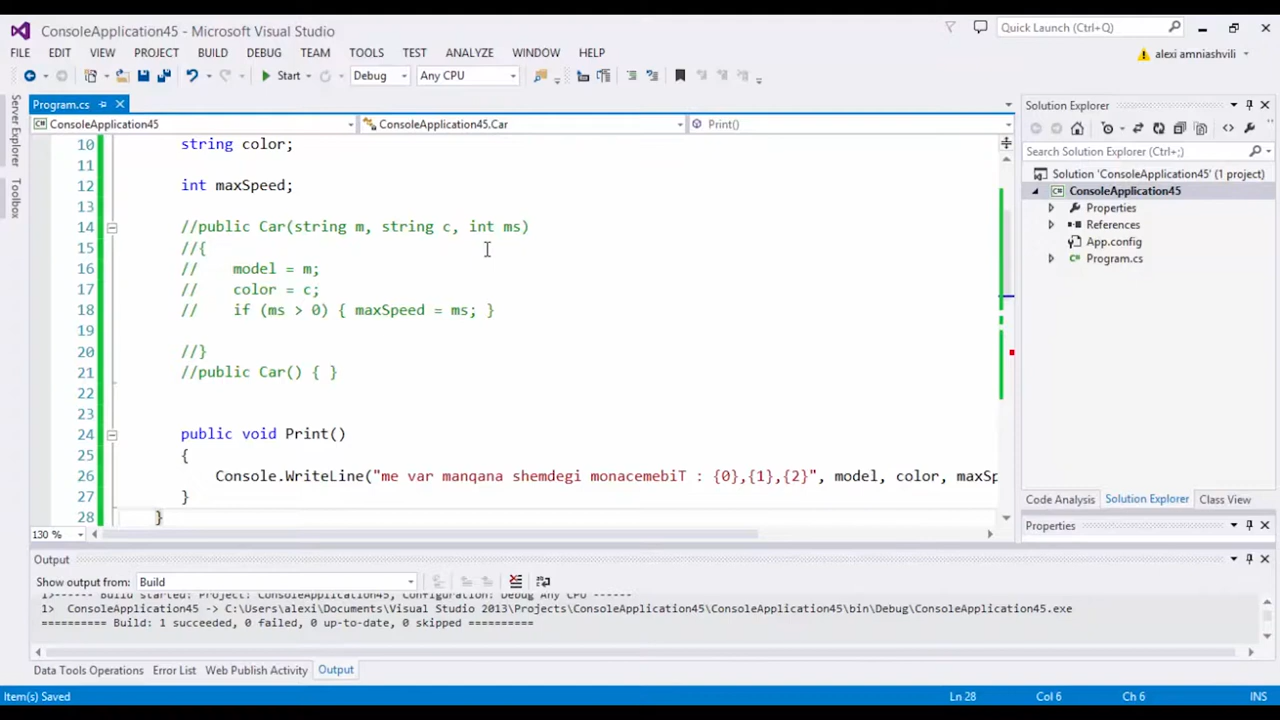 ConsoleApplication45 - Microsoft Visual Studio
Quick Launch (Ctrl+Q)
FILE EDIT VIEW PROJECT BUILD DEBUG TEAM TOOLS TEST ANALYZE WINDOW HELP
alexi amniashvili
Start Debug Any CPU
Program.cs
ConsoleApplication45 ConsoleApplication45.Car Print()
Server Explorer
Toolbox
10 string color;
11
12 int maxSpeed;
13
14 //public Car(string m, string c, int ms)
15 //{
16 // model = m;
17 // color = c;
18 // if (ms > 0) { maxSpeed = ms; }
19
20 //}
21 //public Car() { }
22
23
24 public void Print()
25 {
26 Console.WriteLine("me var manqana shemdegi monacemebiT : {0},{1},{2}", model, color, maxSp
27 }
28 }
130 %
Solution Explorer
Search Solution Explorer (Ctrl+;)
Solution 'ConsoleApplication45' (1 project)
ConsoleApplication45
Properties
References
App.config
Program.cs
Code Analysis Solution Explorer Class View
Properties
Output
Show output from: Build
1>------ Build started: Project: ConsoleApplication45, Configuration: Debug Any CPU ------
1> ConsoleApplication45 -> C:\Users\alexi\Documents\Visual Studio 2013\Projects\ConsoleApplication45\ConsoleApplication45\bin\Debug\ConsoleApplication45.exe
========== Build: 1 succeeded, 0 failed, 0 up-to-date, 0 skipped ==========
Data Tools Operations Error List Web Publish Activity Output
Item(s) Saved Ln 28 Col 6 Ch 6 INS